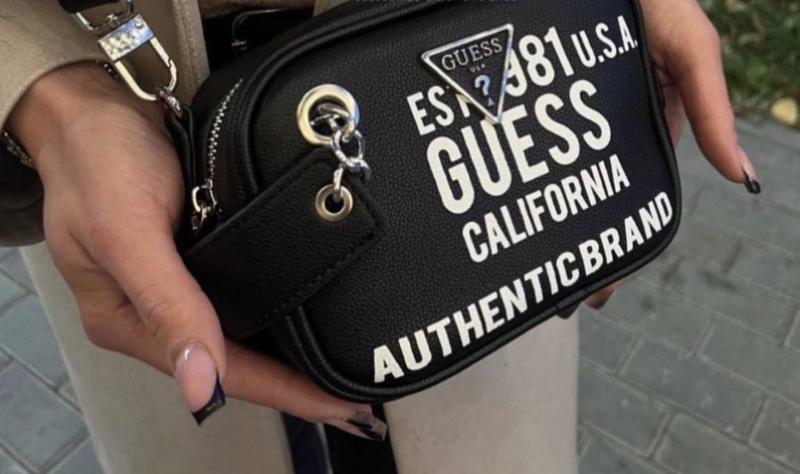 GUESS
U.S.A.
?
EST 1981 U.S.A.
GUESS
CALIFORNIA
AUTHENTIC BRAND